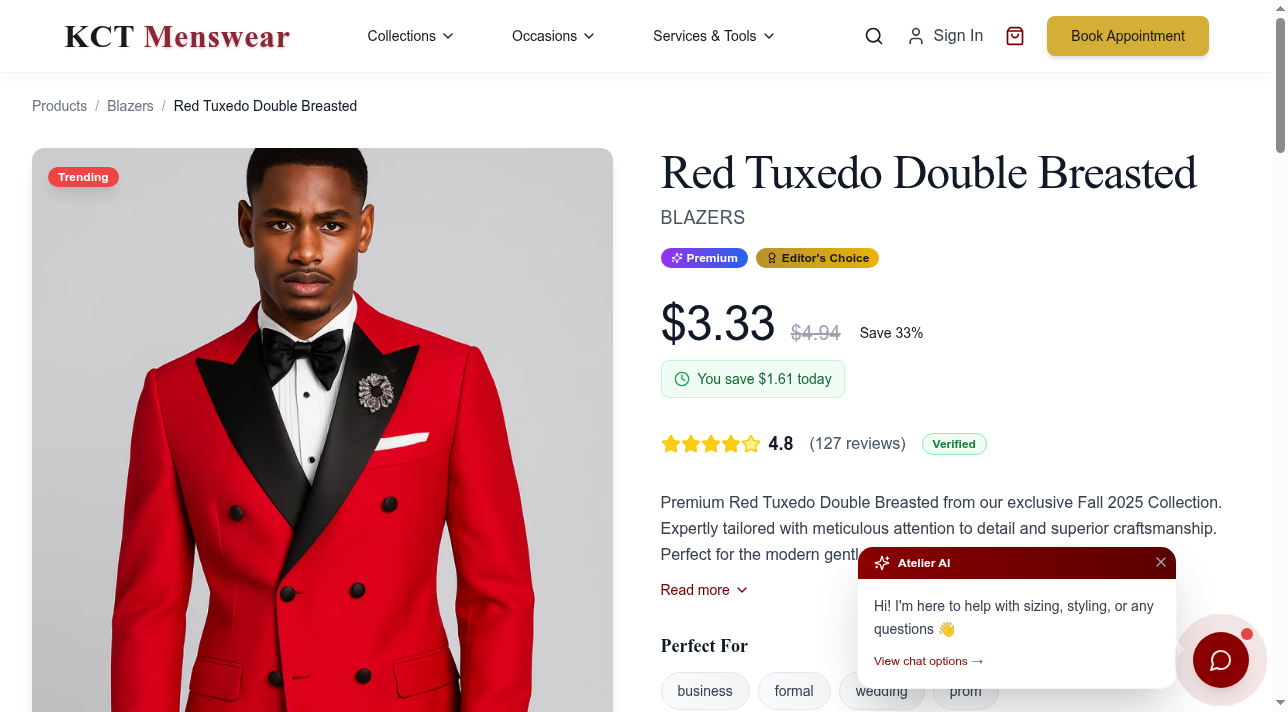 KCT Menswear
Collections
Occasions
Services & Tools
Sign In
Book Appointment
Products / Blazers / Red Tuxedo Double Breasted
Trending
Red Tuxedo Double Breasted
BLAZERS
Premium
Editor's Choice
$3.33 $4.94 Save 33%
You save $1.61 today
4.8 (127 reviews) Verified
Premium Red Tuxedo Double Breasted from our exclusive Fall 2025 Collection.
Expertly tailored with meticulous attention to detail and superior craftsmanship.
Perfect for the modern gentl
Read more
Perfect For
business
formal
wedding
prom
Atelier AI
Hi! I'm here to help with sizing, styling, or any
questions 👋
View chat options →